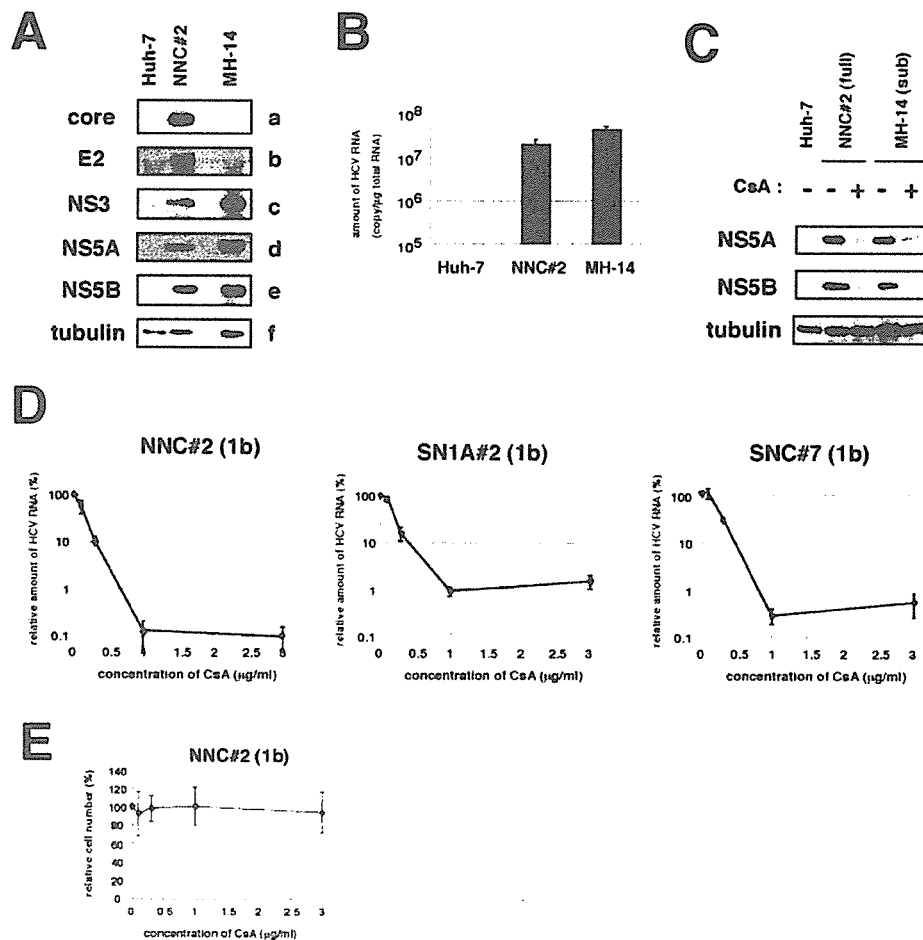 A
Huh-7
NNC#2
MH-14
core
a
E2
b
NS3
c
NS5A
d
NS5B
e
tubulin
f
B
amount of HCV RNA
(copy/µg total RNA)
10⁸
10⁷
10⁶
10⁵
Huh-7
NNC#2
MH-14
C
Huh-7
NNC#2 (full)
MH-14 (sub)
CsA : - - + - +
NS5A
NS5B
tubulin
D
NNC#2 (1b)
relative amount of HCV RNA (%)
100
10
1
0.1
0 0.5 1 1.5 2 2.5 3
concentration of CsA (µg/ml)
SN1A#2 (1b)
relative amount of HCV RNA (%)
100
10
1
0.1
0 0.5 1 1.5 2 2.5 3
concentration of CsA (µg/ml)
SNC#7 (1b)
relative amount of HCV RNA (%)
100
10
1
0.1
0 0.5 1 1.5 2 2.5 3
concentration of CsA (µg/ml)
E
NNC#2 (1b)
relative cell number (%)
140
120
100
80
60
40
20
0
0 0.5 1 1.5 2 2.5 3
concentration of CsA (µg/ml)